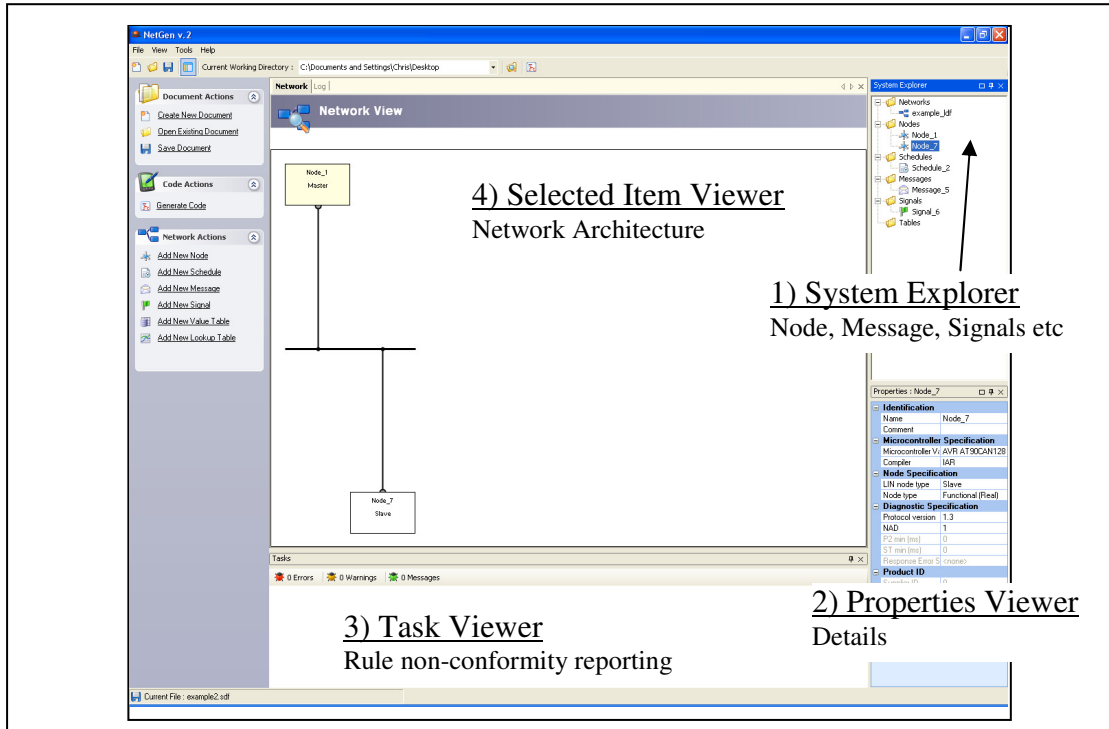 NetGen v.2
File View Tools Help
Current Working Directory : C:\Documents and Settings\Chris\Desktop
Document Actions
Create New Document
Open Existing Document
Save Document
Code Actions
Generate Code
Network Actions
Add New Node
Add New Schedule
Add New Message
Add New Signal
Add New Value Table
Add New Lookup Table
Network Log
Network View
Node_1
Master
Node_7
Slave
4) Selected Item Viewer
Network Architecture
System Explorer
Networks
example_ldf
Nodes
Node_1
Node_7
Schedules
Schedule_2
Messages
Message_5
Signals
Signal_6
Tables
1) System Explorer
Node, Message, Signals etc
Properties : Node_7
Identification
Name Node_7
Comment
Microcontroller Specification
Microcontroller Va AVR AT90CAN128
Compiler IAR
Node Specification
LIN node type Slave
Node type Functional (Real)
Diagnostic Specification
Protocol version 1.3
NAD 1
P2 min (ms) 0
ST min (ms) 0
Response Error S <none>
Product ID
Supplier ID 0
2) Properties Viewer
Details
Tasks
0 Errors 0 Warnings 0 Messages
3) Task Viewer
Rule non-conformity reporting
Current File : example2.sdf